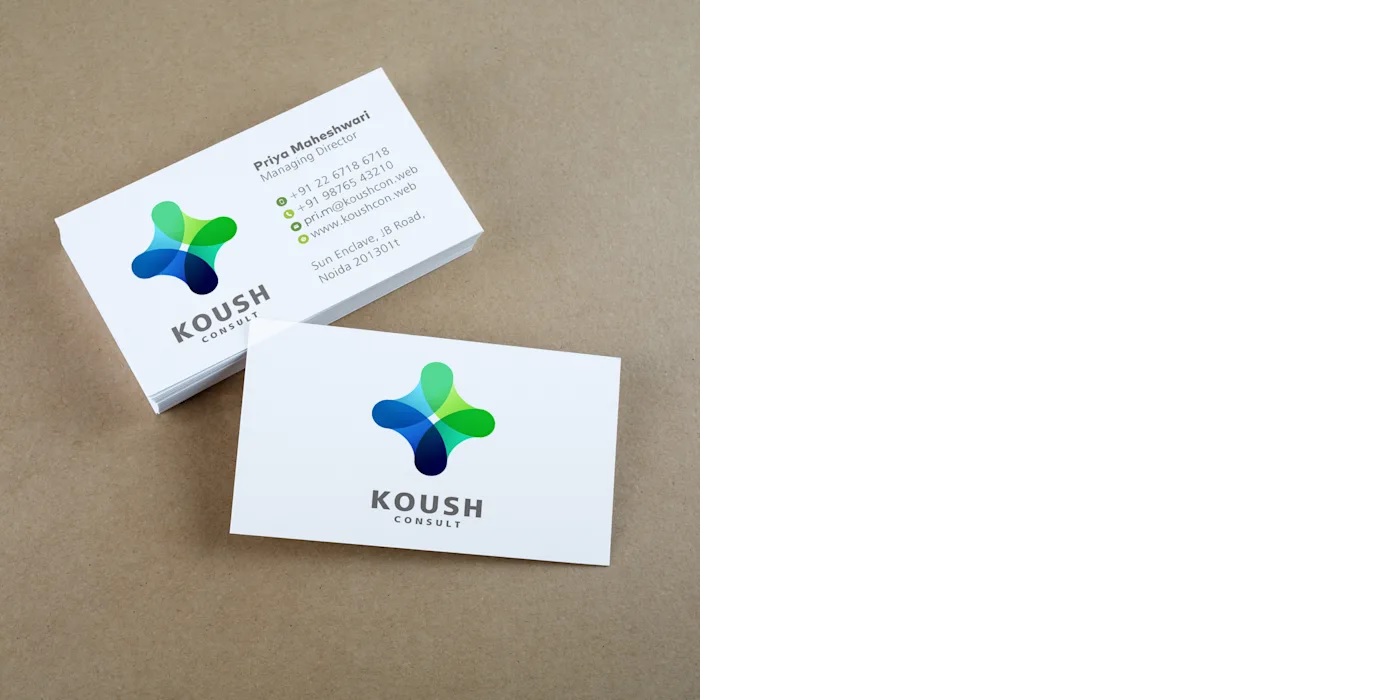 Priya Maheshwari
Managing Director
+91 22 6718 6718
+91 98765 43210
pri.m@koushcon.web
www.koushcon.web
Sun Enclave, JB Road,
Noida 201301t
KOUSH
CONSULT
KOUSH
CONSULT